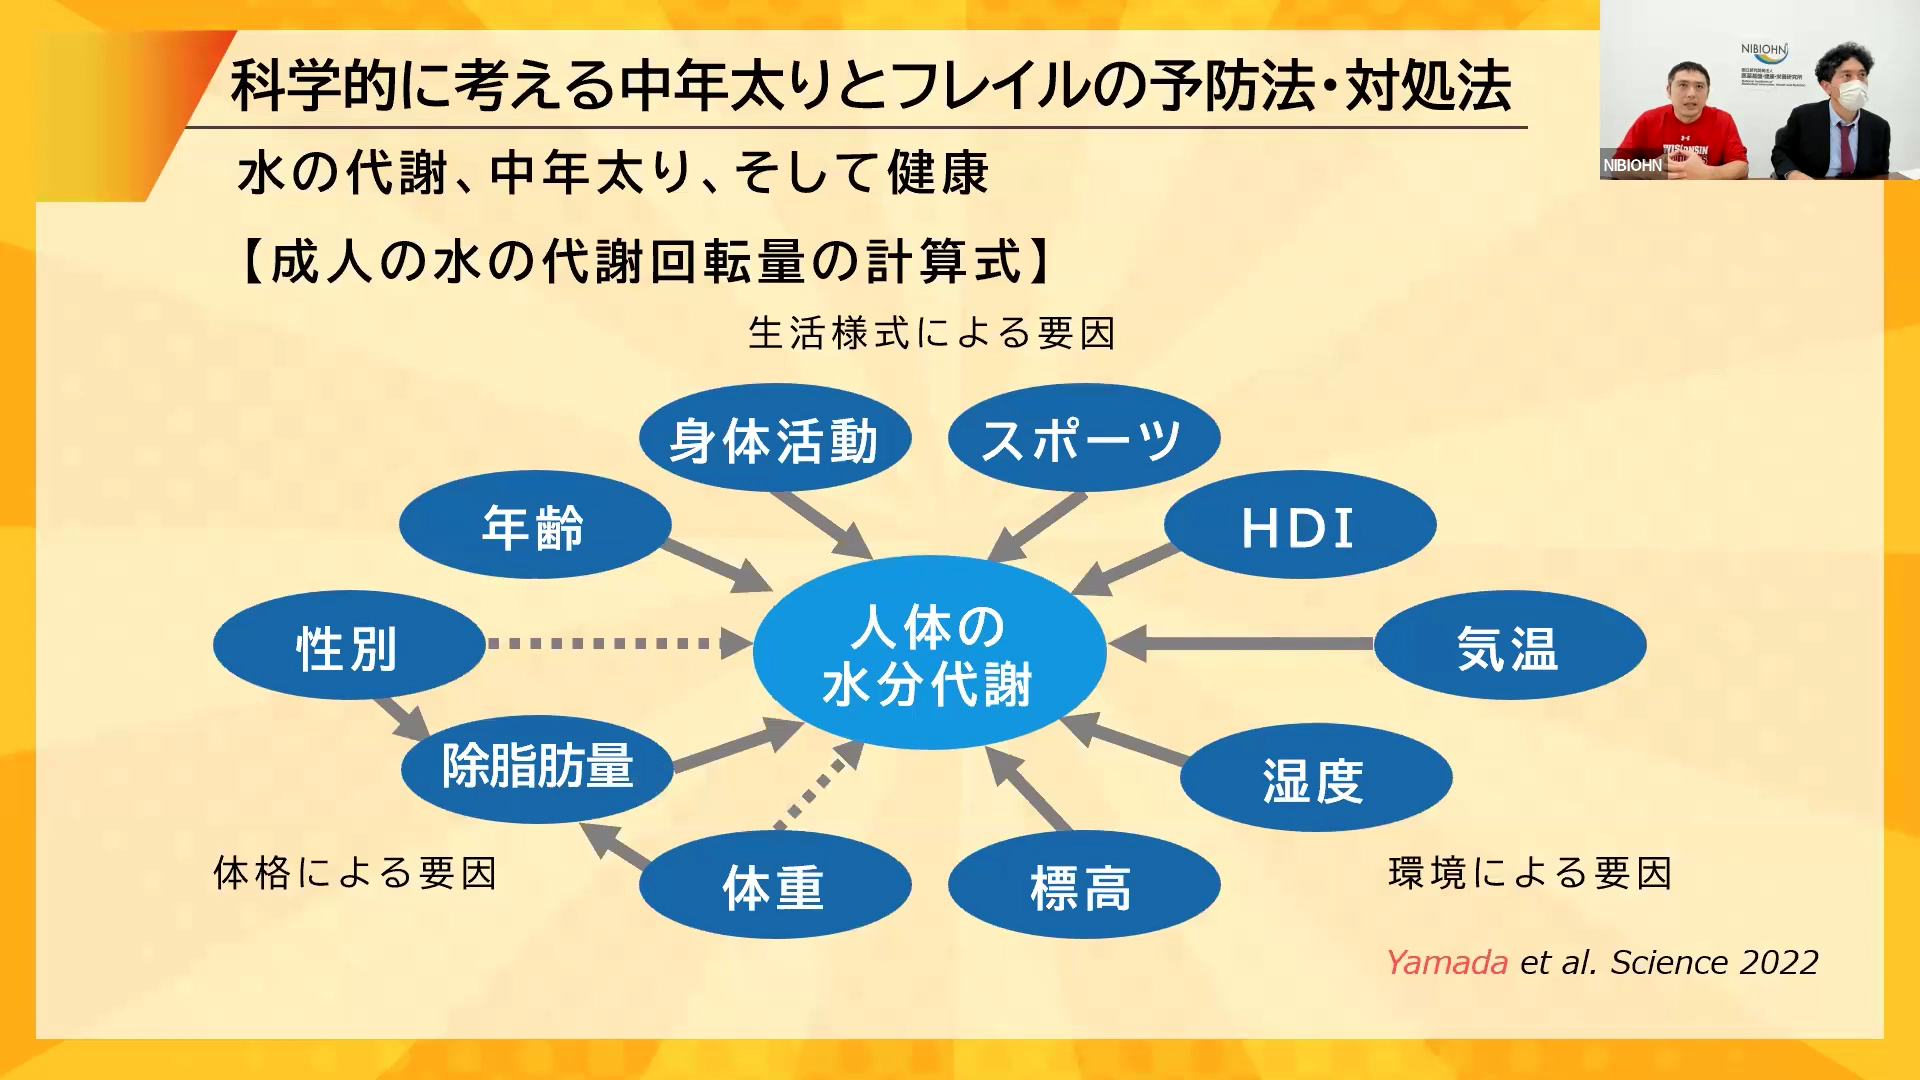 科学的に考える中年太りとフレイルの予防法・対処法
水の代謝、中年太り、そして健康
【成人の水の代謝回転量の計算式】
生活様式による要因
身体活動
スポーツ
年齢
HDI
性別
人体の
水分代謝
気温
除脂肪量
湿度
体重
標高
体格による要因
環境による要因
Yamada et al. Science 2022
NIBIOHN
NIBIOHN